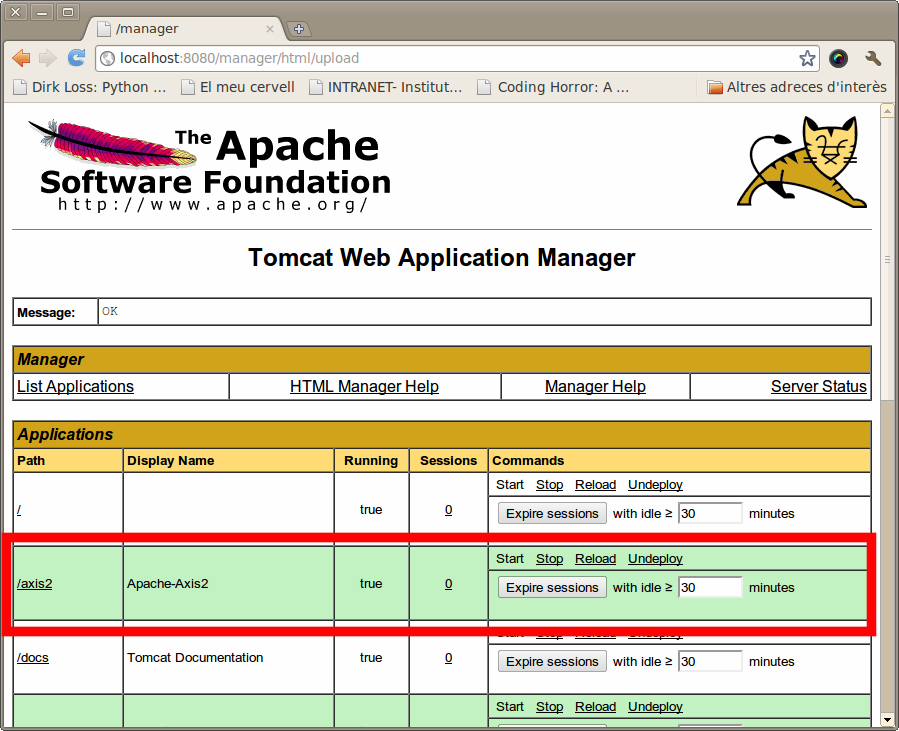 /manager
localhost:8080/manager/html/upload
Dirk Loss: Python ... El meu cervell INTRANET- Institut... Coding Horror: A ... Altres adreces d'interès
The Apache
Software Foundation
http://www.apache.org/
Tomcat Web Application Manager
Message: OK
Manager
List Applications HTML Manager Help Manager Help Server Status
Applications
Path Display Name Running Sessions Commands
Start Stop Reload Undeploy
/ true 0
Expire sessions with idle ≥ 30 minutes
Start Stop Reload Undeploy
/axis2 Apache-Axis2 true 0
Expire sessions with idle ≥ 30 minutes
Start Stop Reload Undeploy
/docs Tomcat Documentation true 0
Expire sessions with idle ≥ 30 minutes
Start Stop Reload Undeploy